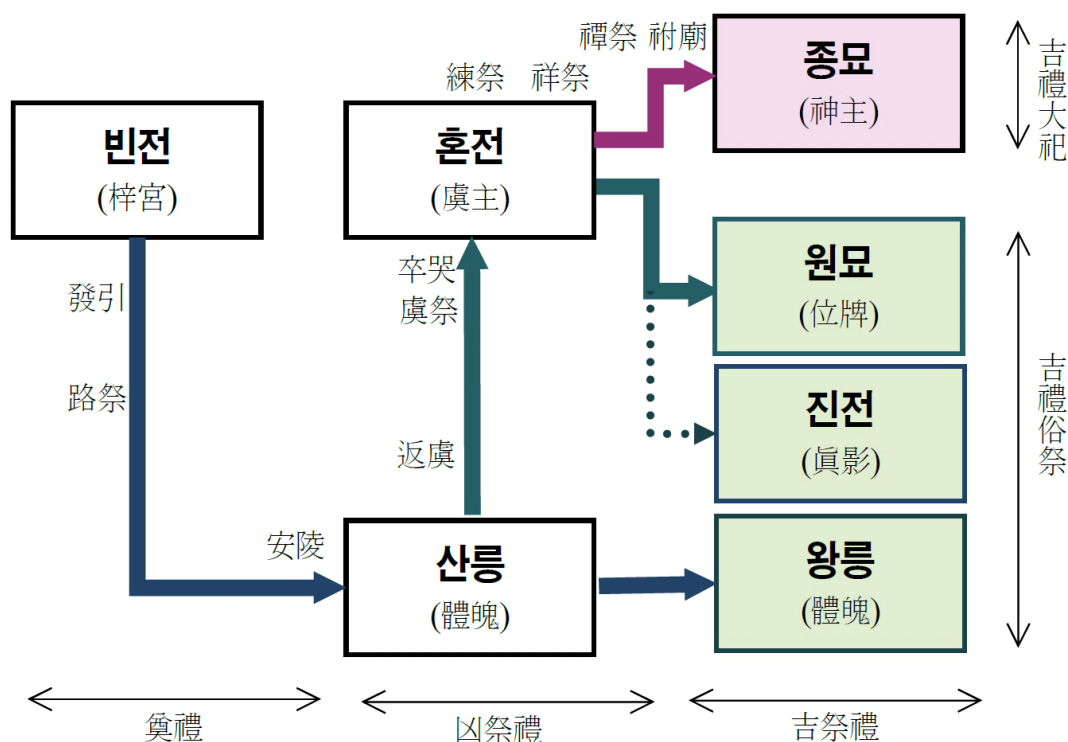 禫祭 祔廟
練祭 祥祭
종묘
(神主)
吉禮大祀
빈전
(梓宮)
혼전
(虞主)
發引
路祭
卒哭
虞祭
返虞
원묘
(位牌)
진전
(眞影)
吉禮俗祭
安陵
산릉
(體魄)
왕릉
(體魄)
奠禮
凶祭禮
吉祭禮